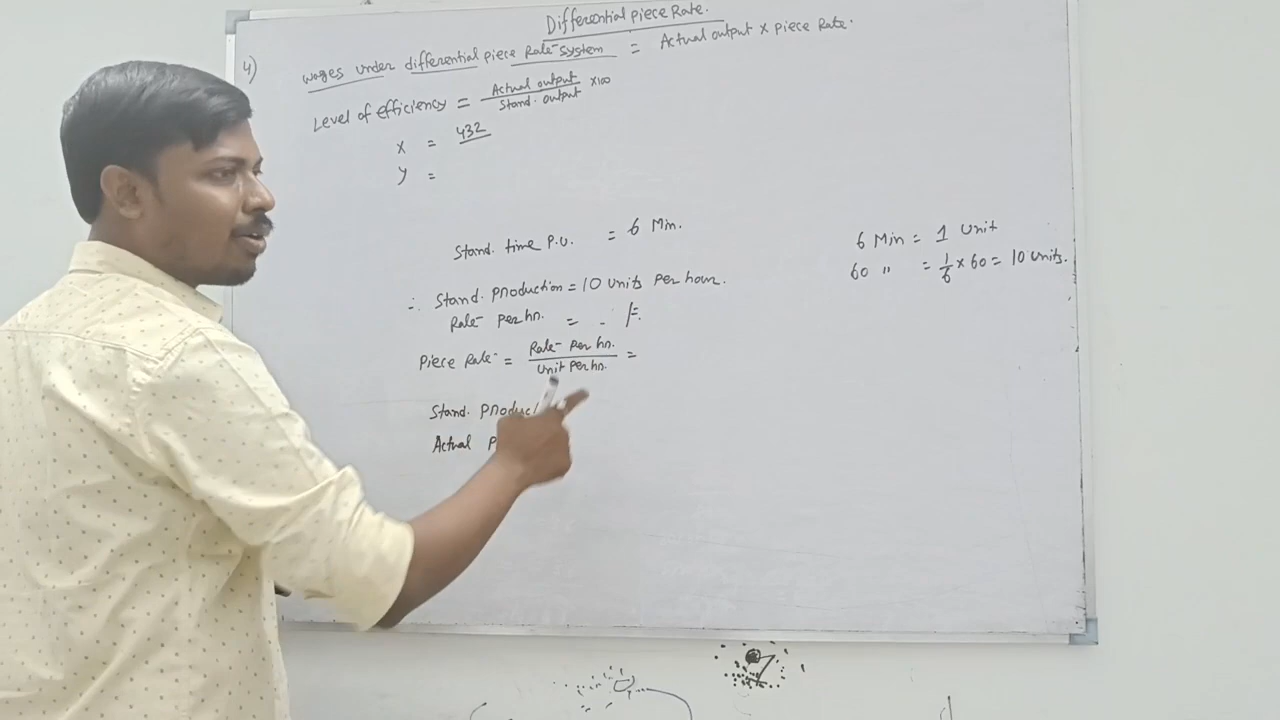 Differential Piece Rate.
4) wages under differential piece Rate system = Actual output x piece Rate.
Level of efficiency = Actual output / Stand. output x100
x = 432
y =
Stand. time P.U. = 6 Min.
6 Min = 1 Unit
60 " = 1/6 x 60 = 10 Units.
∴ Stand. Production = 10 Units Per hour.
Rate per hr. =
Piece Rate = Rate Per hr. / Unit Per hr. =
Stand. Product
Actual P